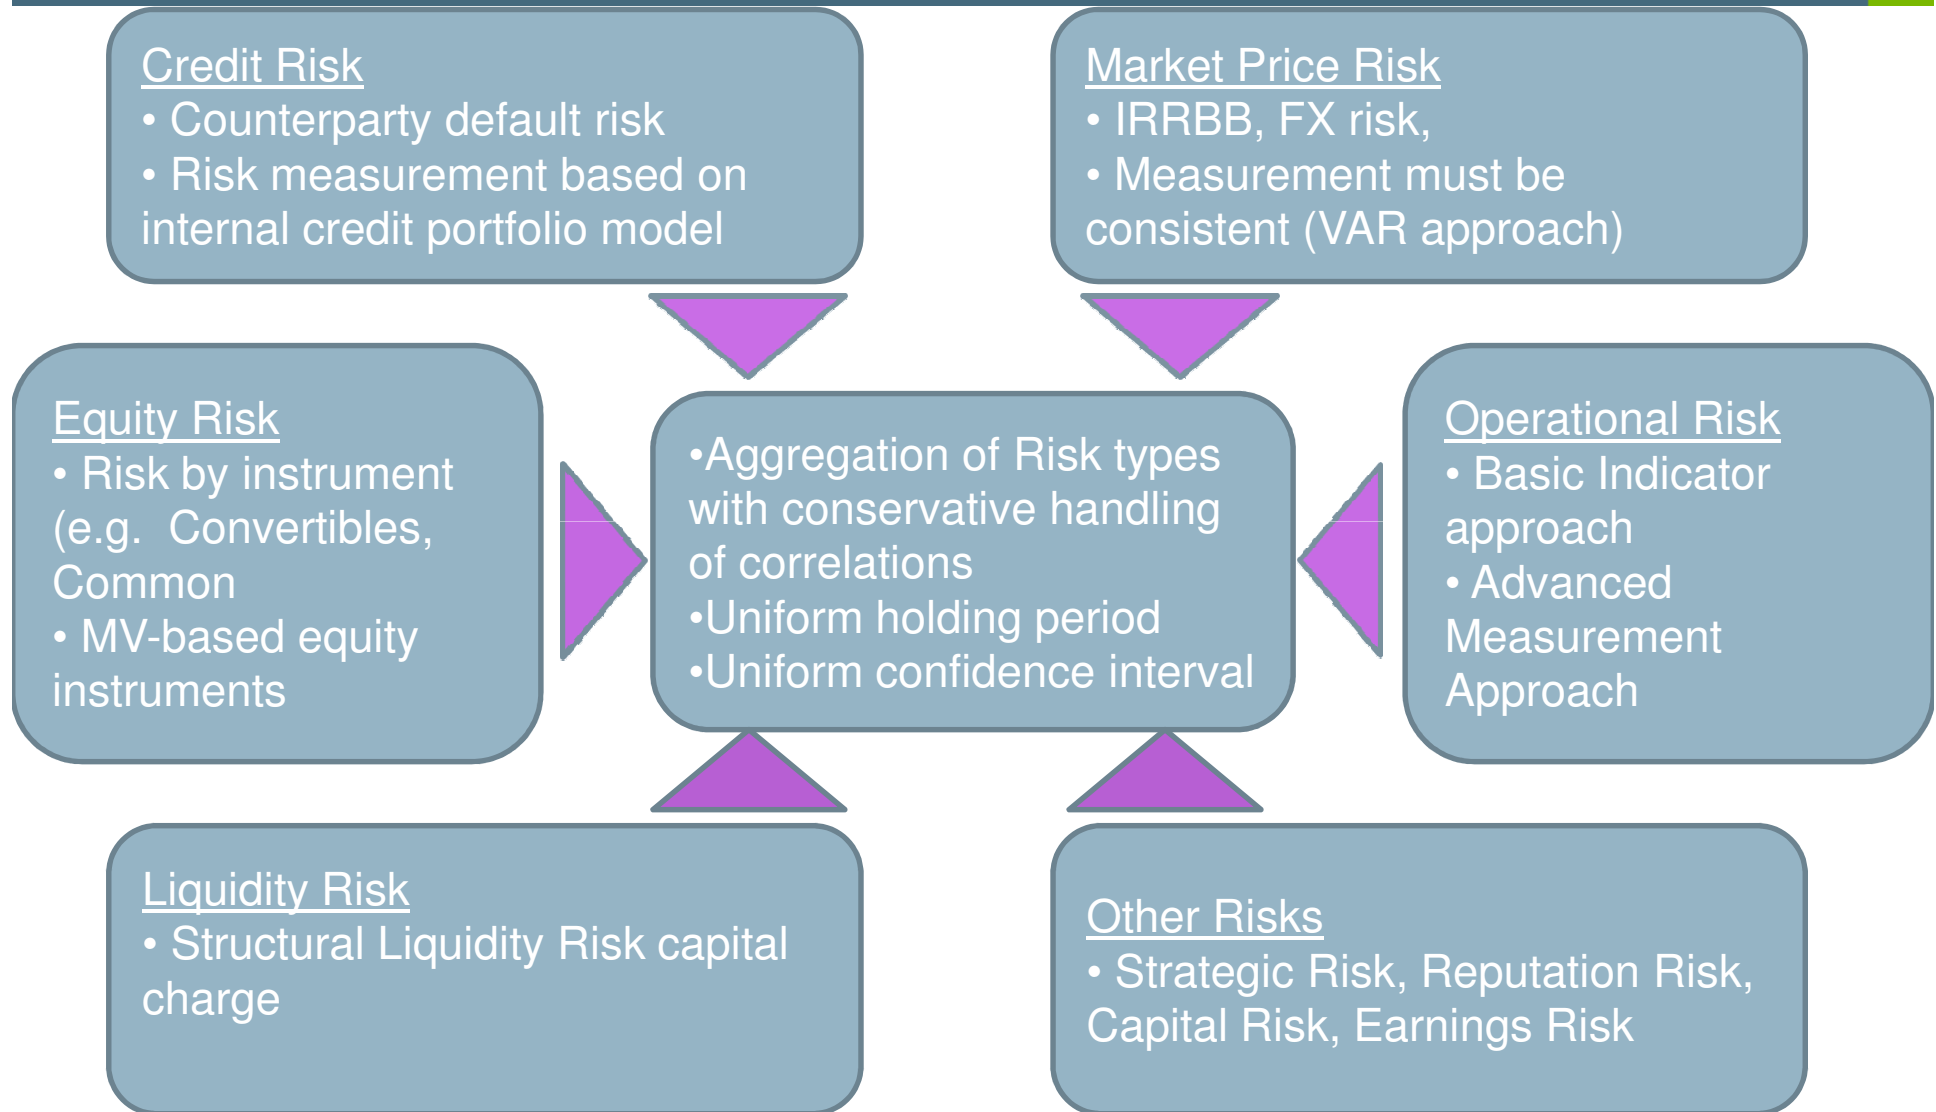 Credit Risk
• Counterparty default risk
• Risk measurement based on
internal credit portfolio model
Market Price Risk
• IRRBB, FX risk,
• Measurement must be
consistent (VAR approach)
Equity Risk
• Risk by instrument
(e.g.  Convertibles,
Common
• MV-based equity
instruments
•Aggregation of Risk types
with conservative handling
of correlations
•Uniform holding period
•Uniform confidence interval
Operational Risk
• Basic Indicator
approach
• Advanced
Measurement
Approach
Liquidity Risk
• Structural Liquidity Risk capital
charge
Other Risks
• Strategic Risk, Reputation Risk,
Capital Risk, Earnings Risk